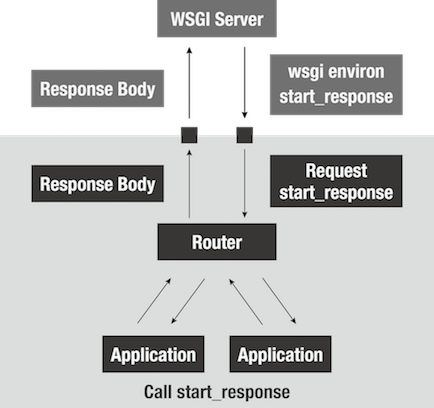 WSGI Server
Response Body
wsgi environ
start_response
Response Body
Request
start_response
Router
Application
Application
Call start_response